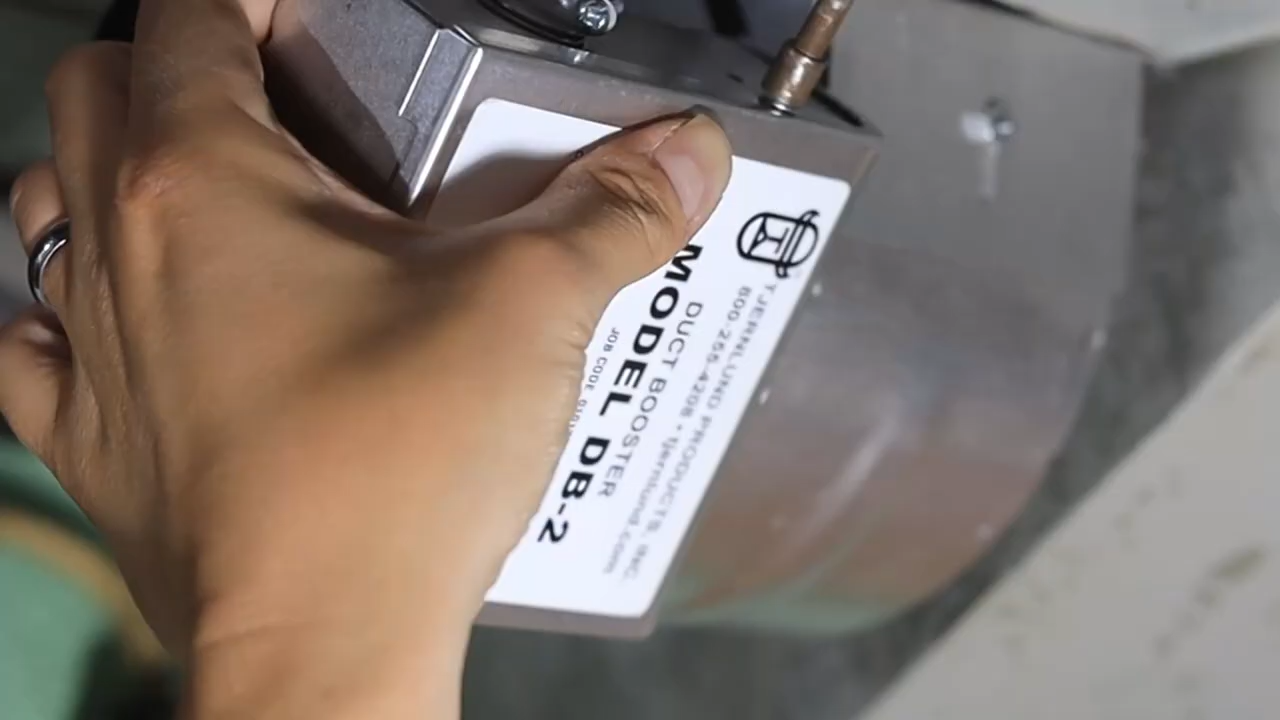 TJERNLUND PRODUCTS, INC.
800-255-4208 • tjernlund.com
DUCT BOOSTER
MODEL DB-2
JOB CODE